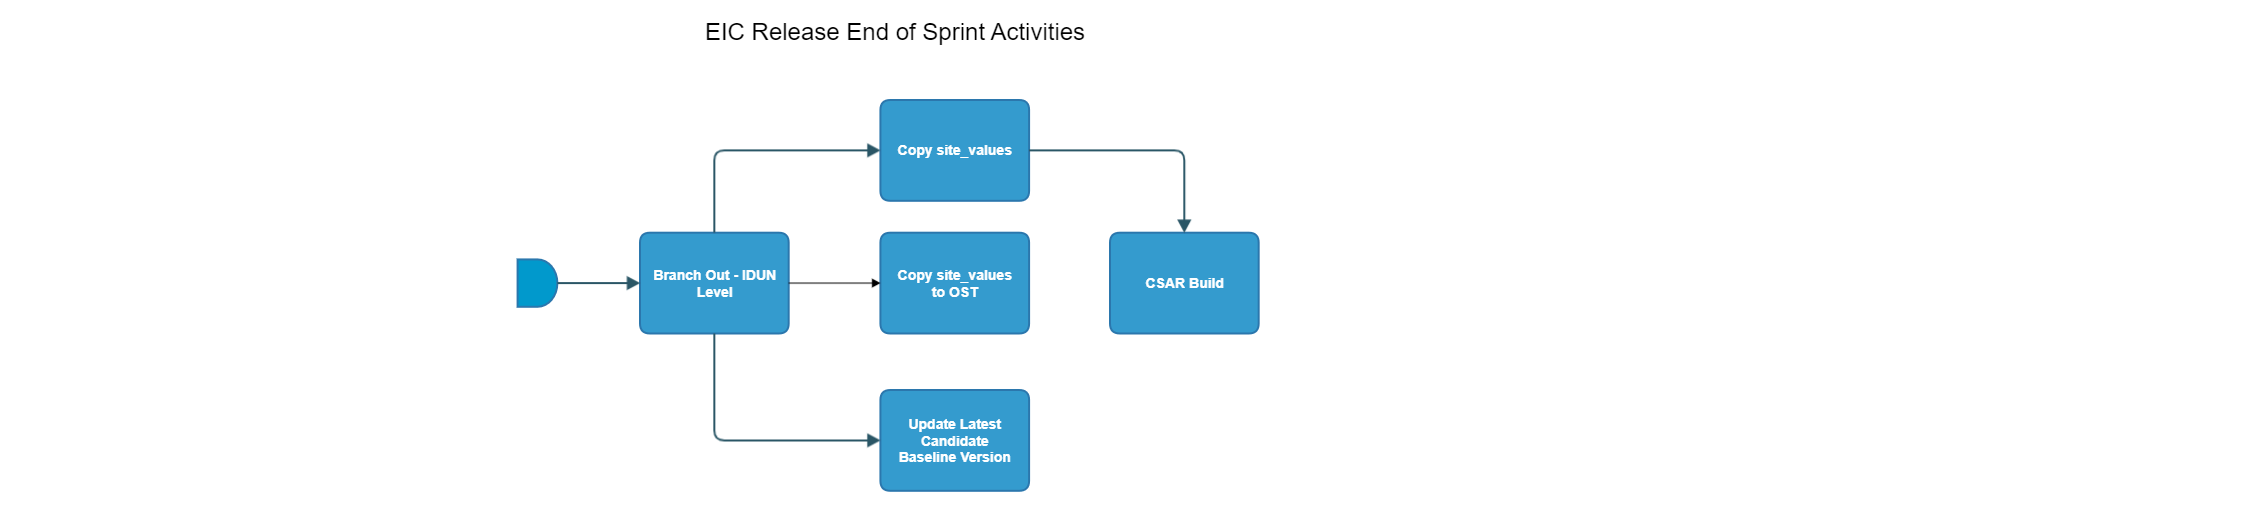 EIC Release End of Sprint Activities
Copy site_values
Branch Out - IDUN
Level
Copy site_values
to OST
CSAR Build
Update Latest
Candidate
Baseline Version